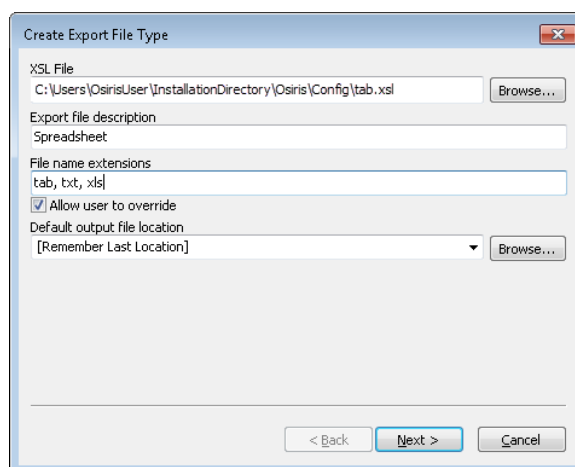 Create Export File Type
XSL File
C:\Users\OsirisUser\InstallationDirectory\Osiris\Config\tab.xsl
Browse...
Export file description
Spreadsheet
File name extensions
tab, txt, xls
Allow user to override
Default output file location
[Remember Last Location]
Browse...
< Back
Next >
Cancel